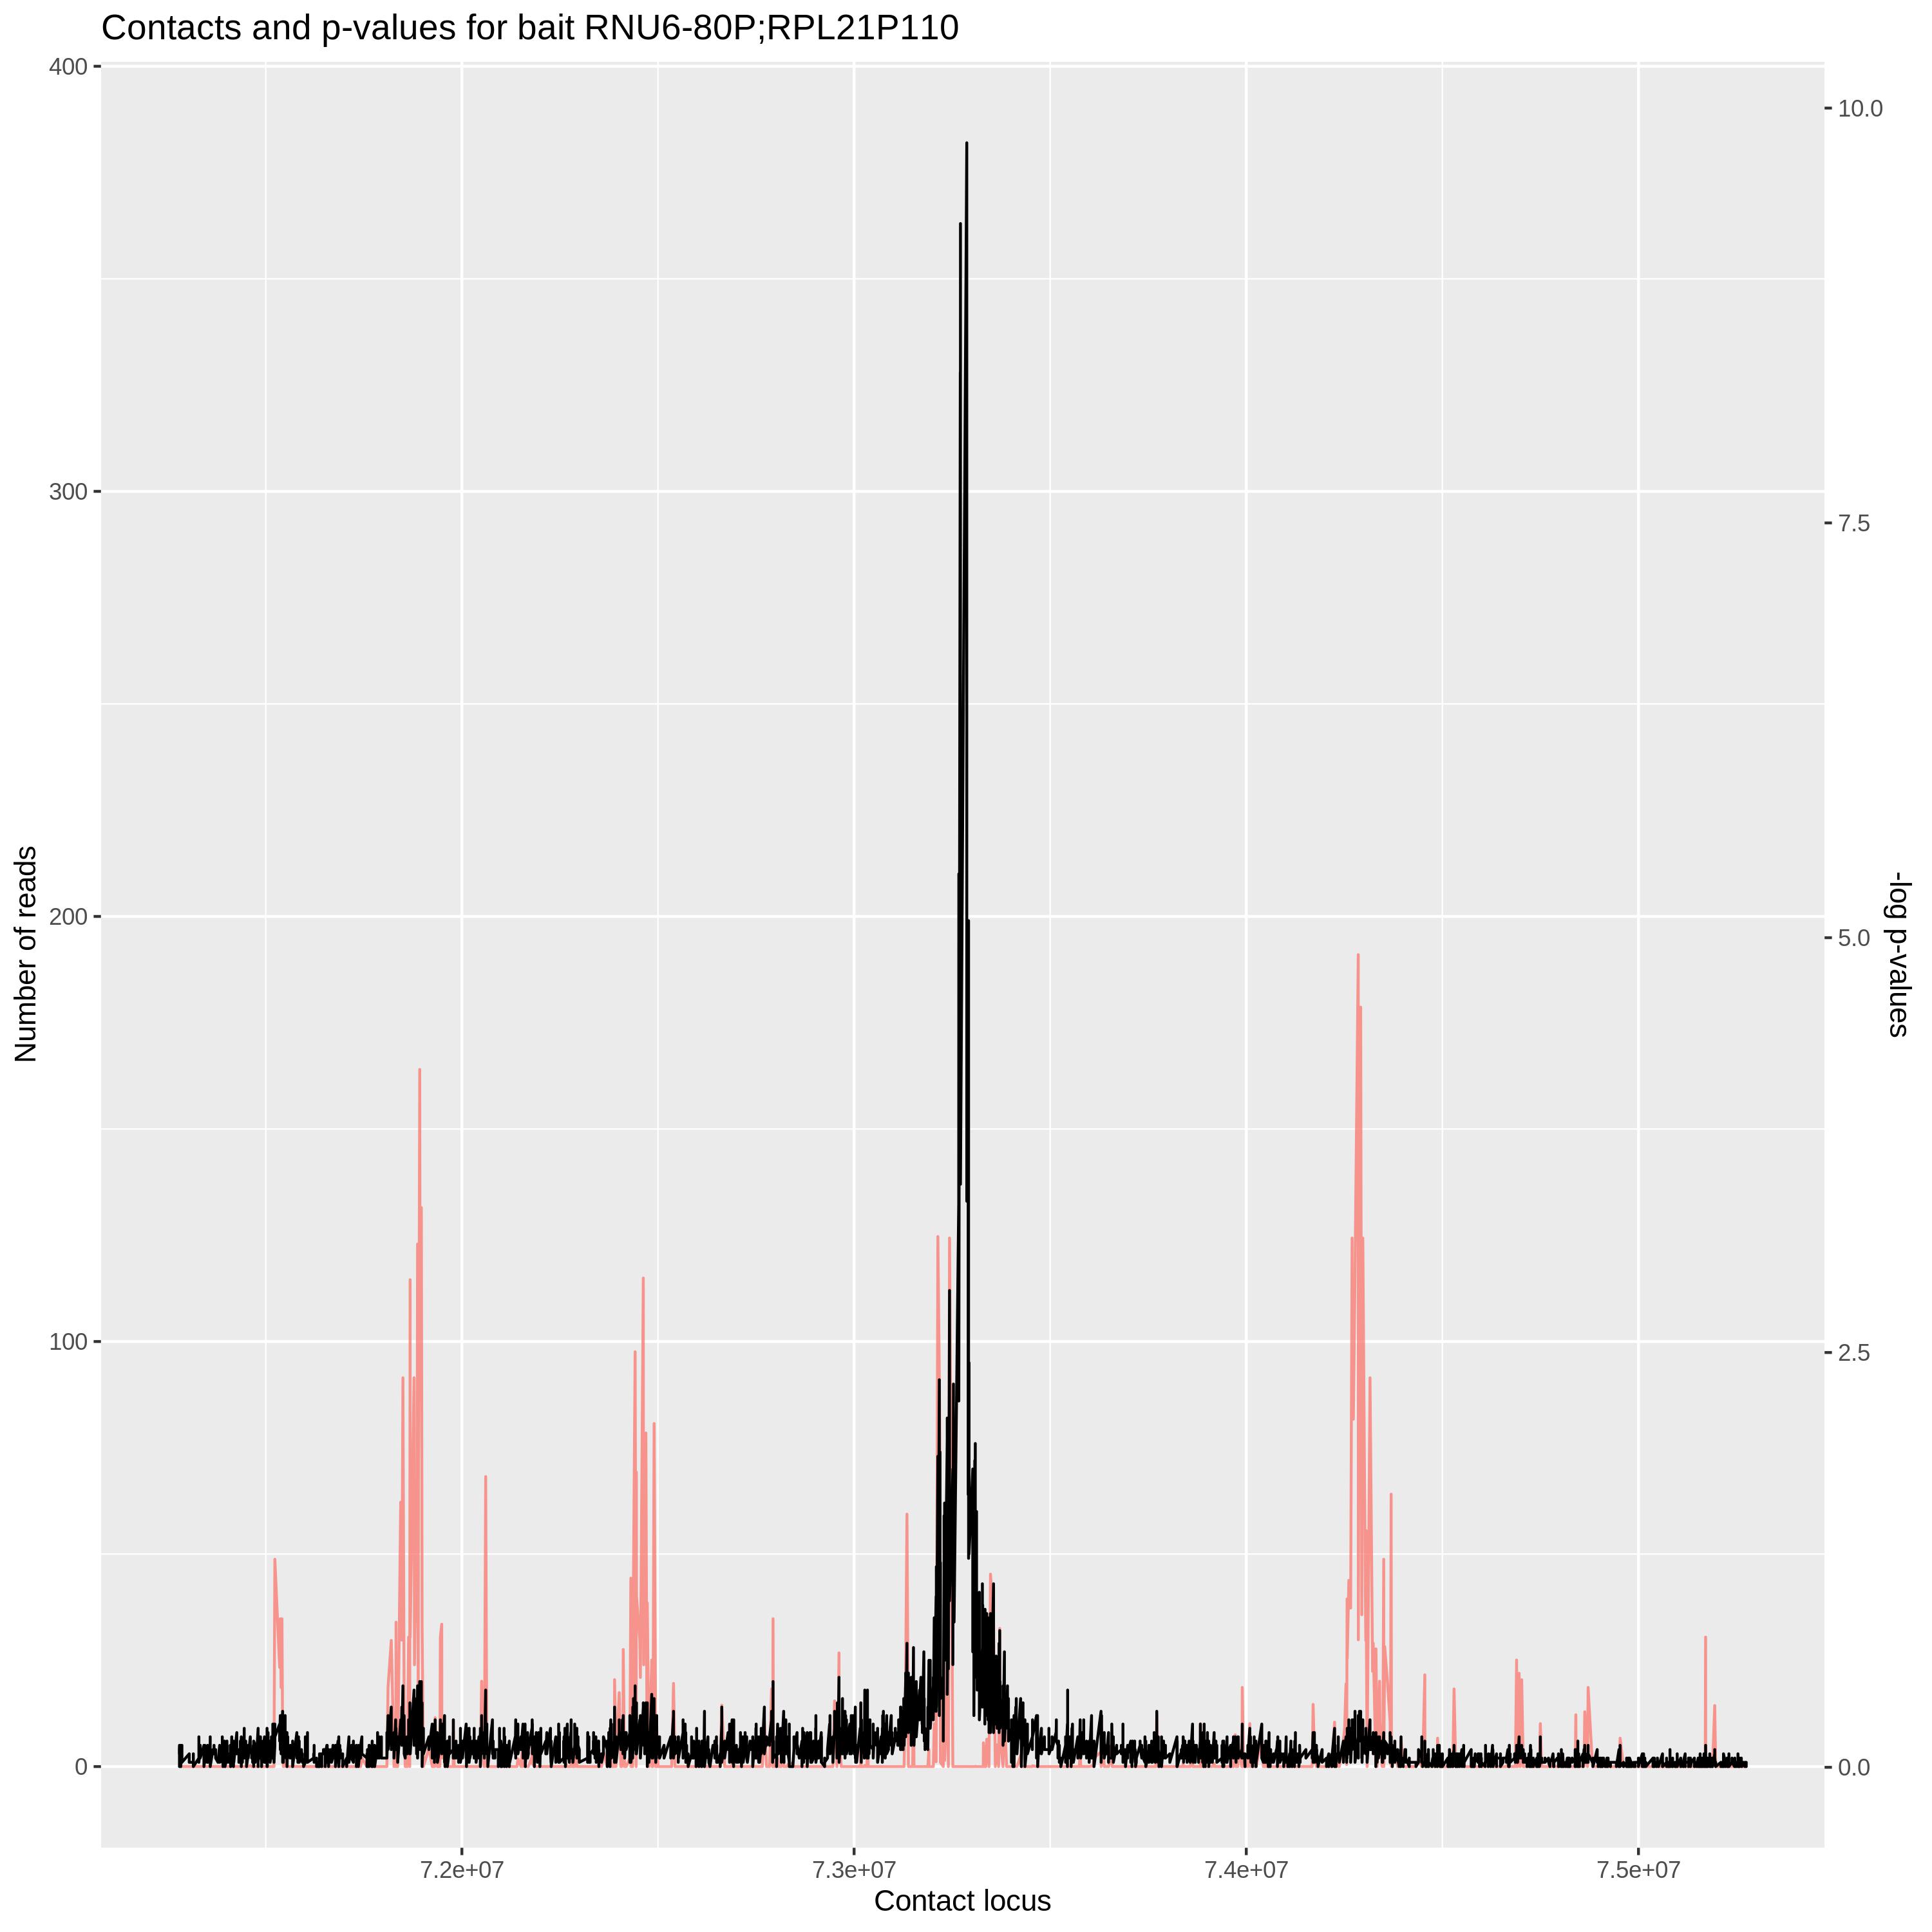 Contacts and p-values for bait RNU6-80P;RPL21P110
400
300
200
100
0
10.0
7.5
5.0
2.5
0.0
Number of reads
-log p-values
7.2e+07
7.3e+07
7.4e+07
7.5e+07
Contact locus